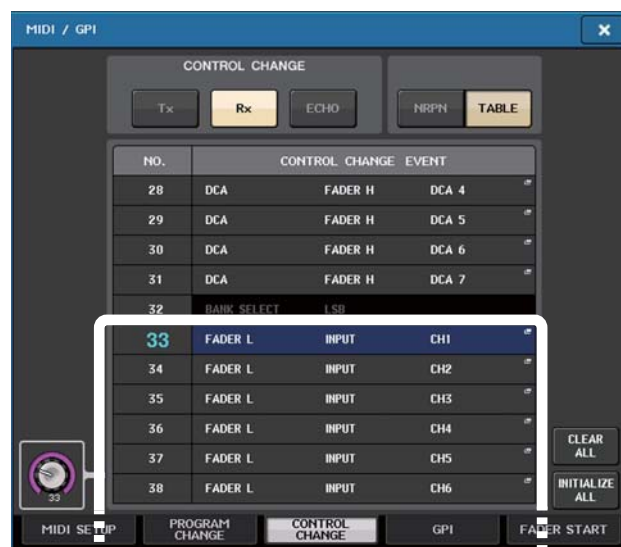 MIDI / GPI
CONTROL CHANGE
Tx Rx ECHO NRPN TABLE
NO. CONTROL CHANGE EVENT
28 DCA FADER H DCA 4
29 DCA FADER H DCA 5
30 DCA FADER H DCA 6
31 DCA FADER H DCA 7
32 BANK SELECT LSB
33 FADER L INPUT CH1
34 FADER L INPUT CH2
35 FADER L INPUT CH3
36 FADER L INPUT CH4
37 FADER L INPUT CH5
38 FADER L INPUT CH6
CLEAR
ALL
INITIALIZE
ALL
33
MIDI SETUP PROGRAM CHANGE CONTROL CHANGE GPI FADER START